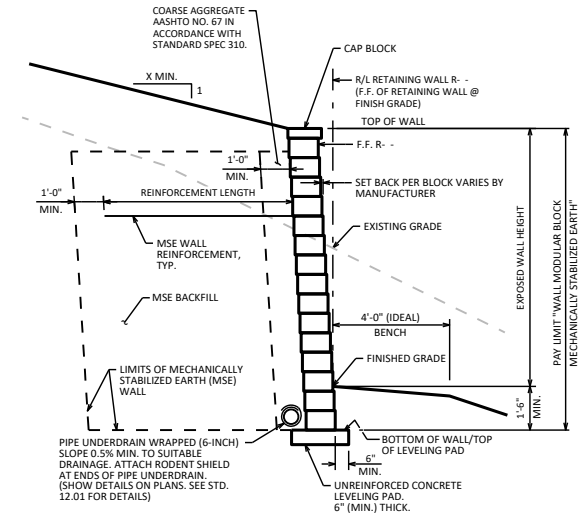 COARSE AGGREGATE
AASHTO NO. 67 IN
ACCORDANCE WITH
STANDARD SPEC 310.
CAP BLOCK
X MIN.
1
R/L RETAINING WALL R- -
(F.F. OF RETAINING WALL @
FINISH GRADE)
TOP OF WALL
F.F. R- -
1'-0"
MIN.
1'-0"
MIN.
REINFORCEMENT LENGTH
SET BACK PER BLOCK VARIES BY
MANUFACTURER
MSE WALL
REINFORCEMENT,
TYP.
EXISTING GRADE
EXPOSED WALL HEIGHT
PAY LIMIT "WALL MODULAR BLOCK
MECHANICALLY STABILIZED EARTH"
MSE BACKFILL
4'-0" (IDEAL)
BENCH
FINISHED GRADE
LIMITS OF MECHANICALLY
STABILIZED EARTH (MSE)
WALL
1'-6"
MIN.
PIPE UNDERDRAIN WRAPPED (6-INCH)
SLOPE 0.5% MIN. TO SUITABLE
DRAINAGE. ATTACH RODENT SHIELD
AT ENDS OF PIPE UNDERDRAIN.
(SHOW DETAILS ON PLANS. SEE STD.
12.01 FOR DETAILS)
BOTTOM OF WALL/TOP
OF LEVELING PAD
6"
MIN.
UNREINFORCED CONCRETE
LEVELING PAD.
6" (MIN.) THICK.